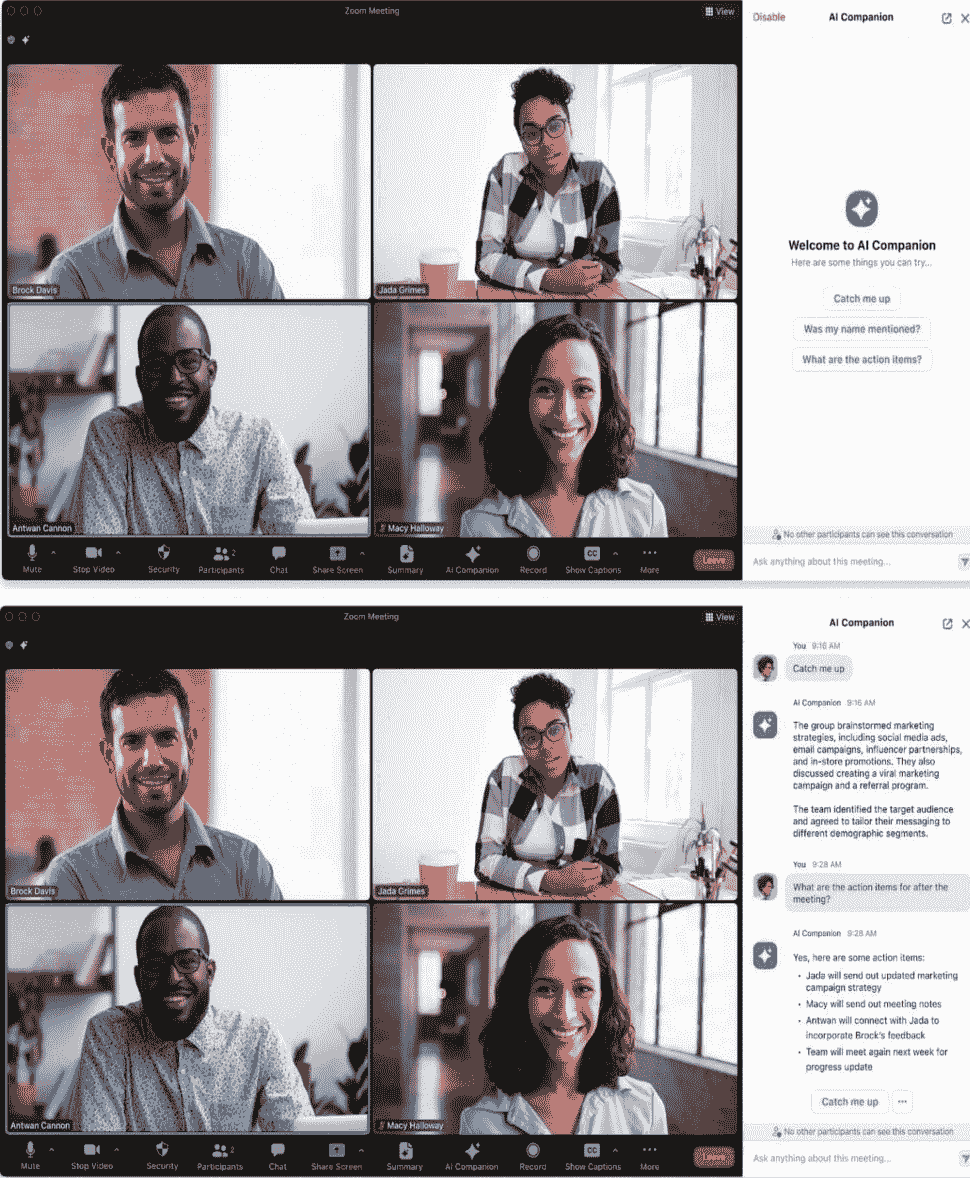 Zoom Meeting
View
Disable
AI Companion
Brock Davis
Jada Grimes
Antwan Cannon
Macy Halloway
Welcome to AI Companion
Here are some things you can try...
Catch me up
Was my name mentioned?
What are the action items?
No other participants can see this conversation
Ask anything about this meeting...
Mute
Stop Video
Security
Participants
2
Chat
Share Screen
Summary
AI Companion
Record
CC
Show Captions
More
Leave
Zoom Meeting
View
AI Companion
Brock Davis
Jada Grimes
Antwan Cannon
Macy Halloway
You 9:16 AM
Catch me up
AI Companion 9:16 AM
The group brainstormed marketing
strategies, including social media ads,
email campaigns, influencer partnerships,
and in-store promotions. They also
discussed creating a viral marketing
campaign and a referral program.
The team identified the target audience
and agreed to tailor their messaging to
different demographic segments.
You 9:28 AM
What are the action items for after the
meeting?
AI Companion 9:28 AM
Yes, here are some action items:
• Jada will send out updated marketing
campaign strategy
• Macy will send out meeting notes
• Antwan will connect with Jada to
incorporate Brock's feedback
• Team will meet again next week for
progress update
Catch me up
No other participants can see this conversation
Ask anything about this meeting...
Mute
Stop Video
Security
Participants
2
Chat
Share Screen
Summary
AI Companion
Record
CC
Show Captions
More
Leave